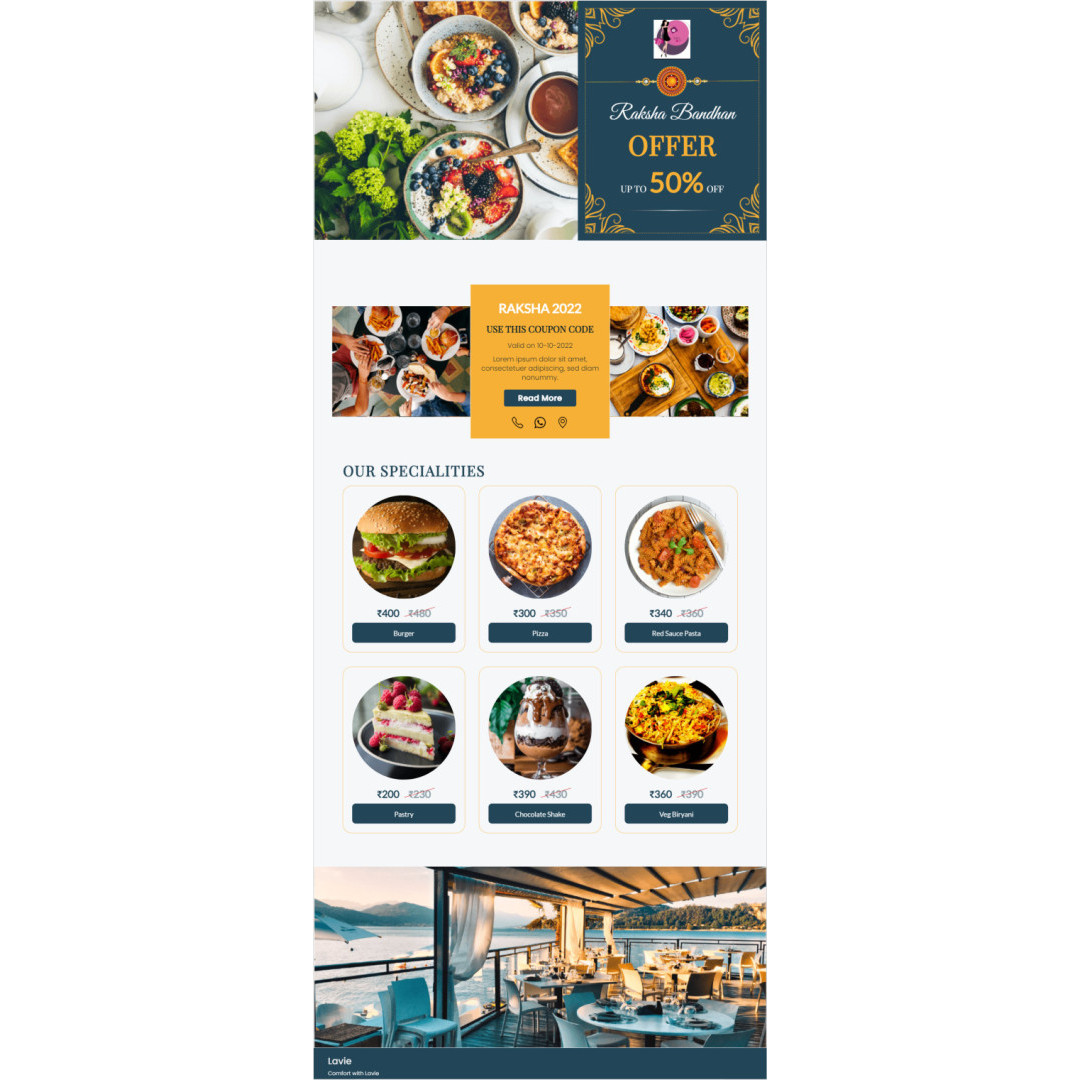 Raksha Bandhan
OFFER
UP TO 50% OFF
RAKSHA 2022
USE THIS COUPON CODE
Valid on 10-10-2022
Lorem ipsum dolor sit amet,
consectetuer adipiscing, sed diam
nonummy.
Read More
OUR SPECIALITIES
₹400 ₹480
Burger
₹300 ₹350
Pizza
₹340 ₹360
Red Sauce Pasta
₹200 ₹230
Pastry
₹390 ₹430
Chocolate Shake
₹360 ₹390
Veg Biryani
Lavie
Comfort with Lavie